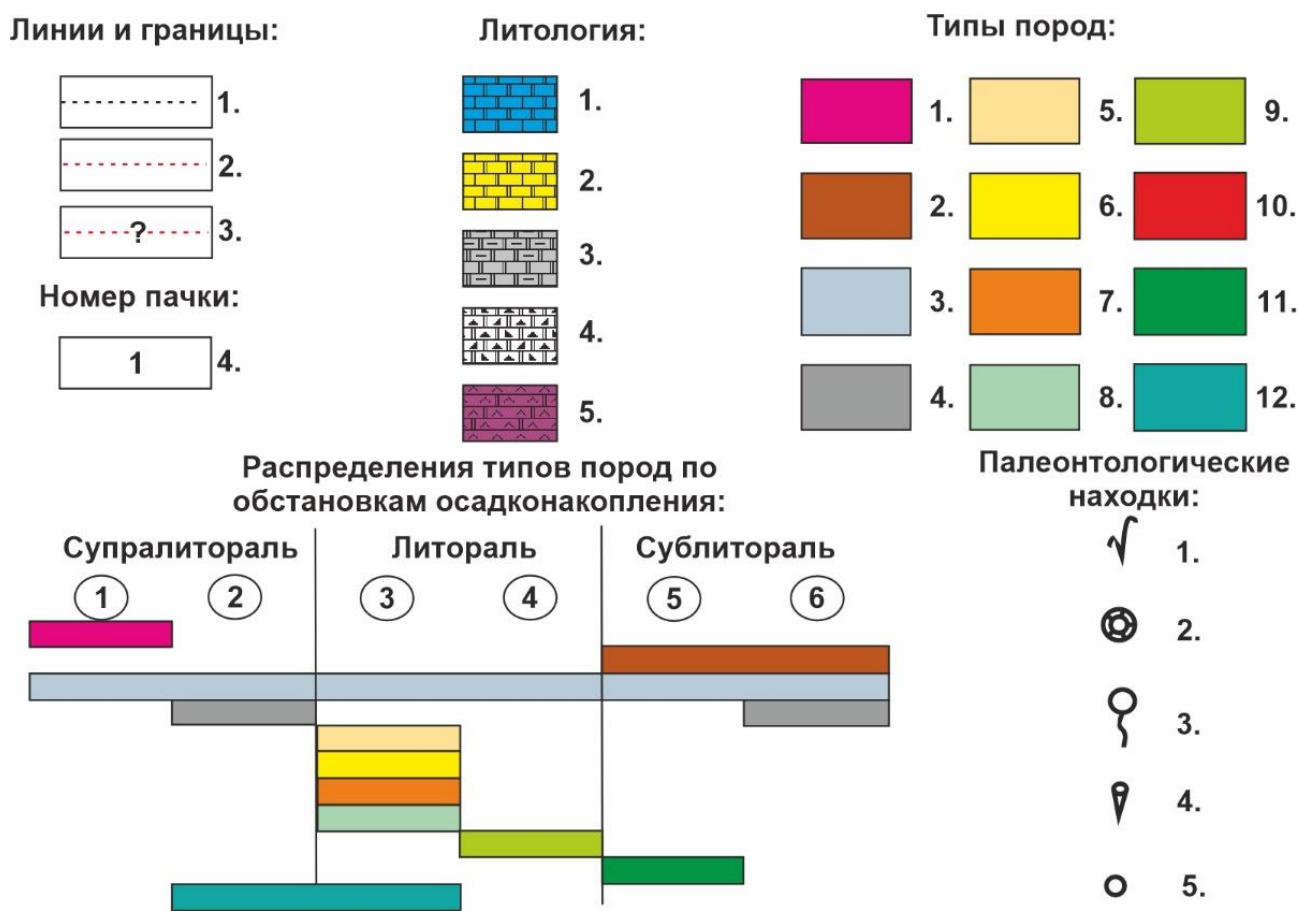 Линии и границы:
1.
2.
? 3.
Номер пачки:
1 4.
Литология:
1.
2.
3.
4.
5.
Типы пород:
1. 5. 9.
2. 6. 10.
3. 7. 11.
4. 8. 12.
Распределения типов пород по
обстановкам осадконакопления:
Супралитораль Литораль Сублитораль
1 2 3 4 5 6
Палеонтологические
находки:
1.
2.
3.
4.
5.